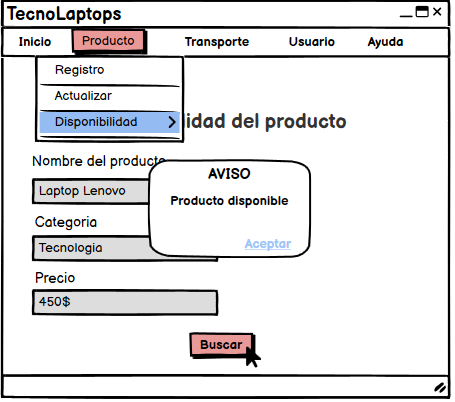 TecnoLaptops
Inicio Producto Transporte Usuario Ayuda
Registro
Actualizar
Disponibilidad
lidad del producto
Nombre del producto
Laptop Lenovo
AVISO
Producto disponible
Aceptar
Categoria
Tecnologia
Precio
450$
Buscar